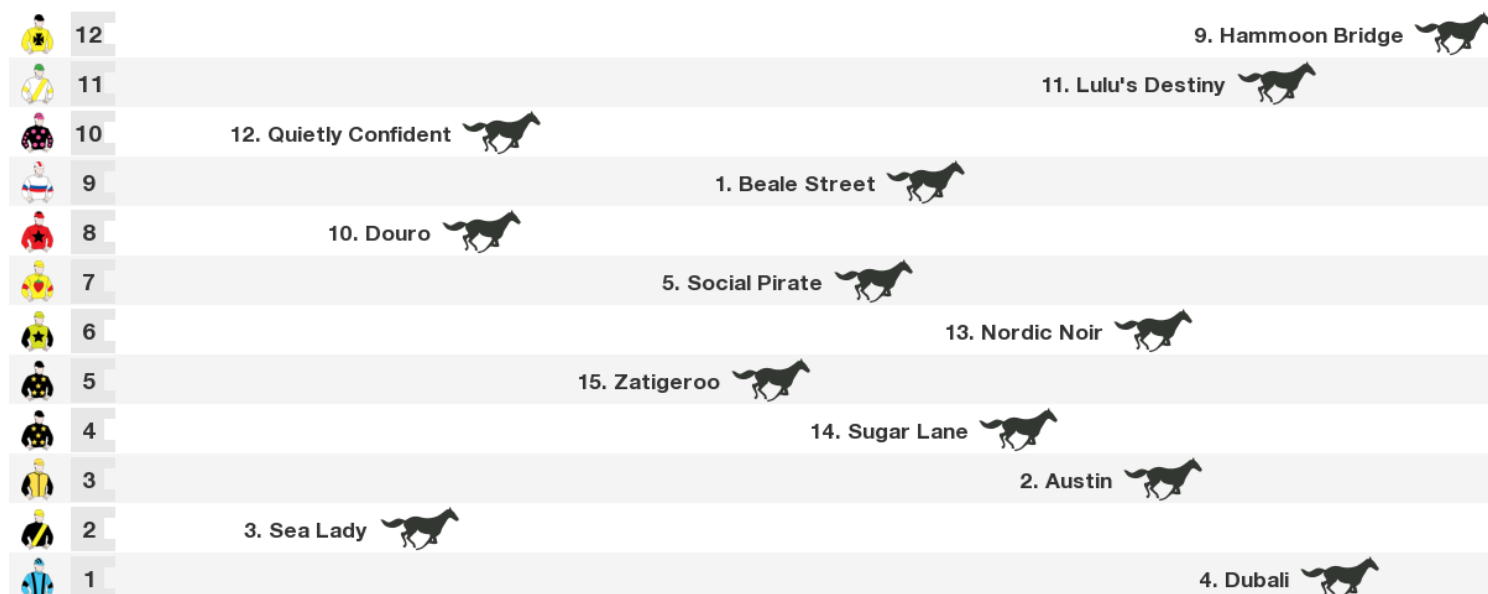 12 9. Hammoon Bridge
11 11. Lulu's Destiny
10 12. Quietly Confident
9 1. Beale Street
8 10. Douro
7 5. Social Pirate
6 13. Nordic Noir
5 15. Zatigeroo
4 14. Sugar Lane
3 2. Austin
2 3. Sea Lady
1 4. Dubali